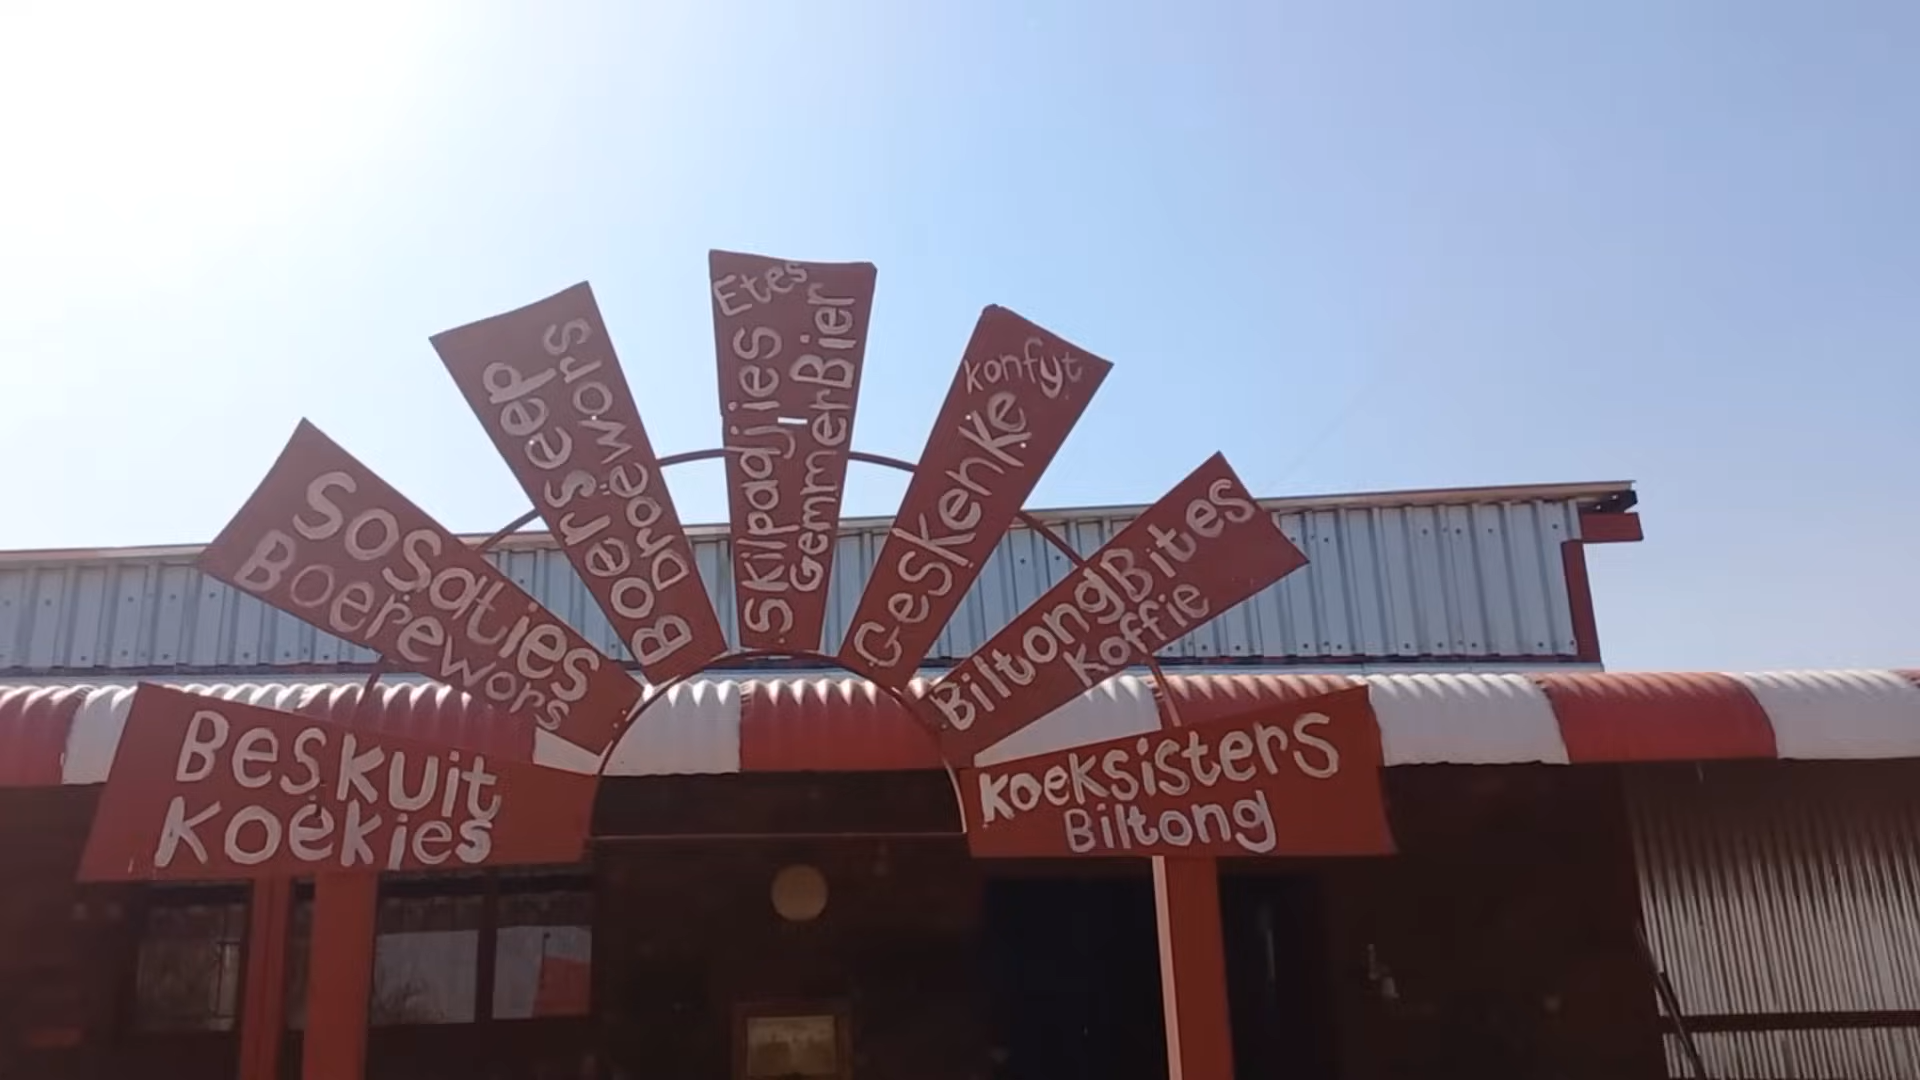 Beskuit
Koekies
Sosaties
Boerewors
Boerseep
Droëwors
Etes
Skilpadjies
GemmerBier
konfyt
Geskenke
BiltongBites
Koffie
koeksisters
Biltong